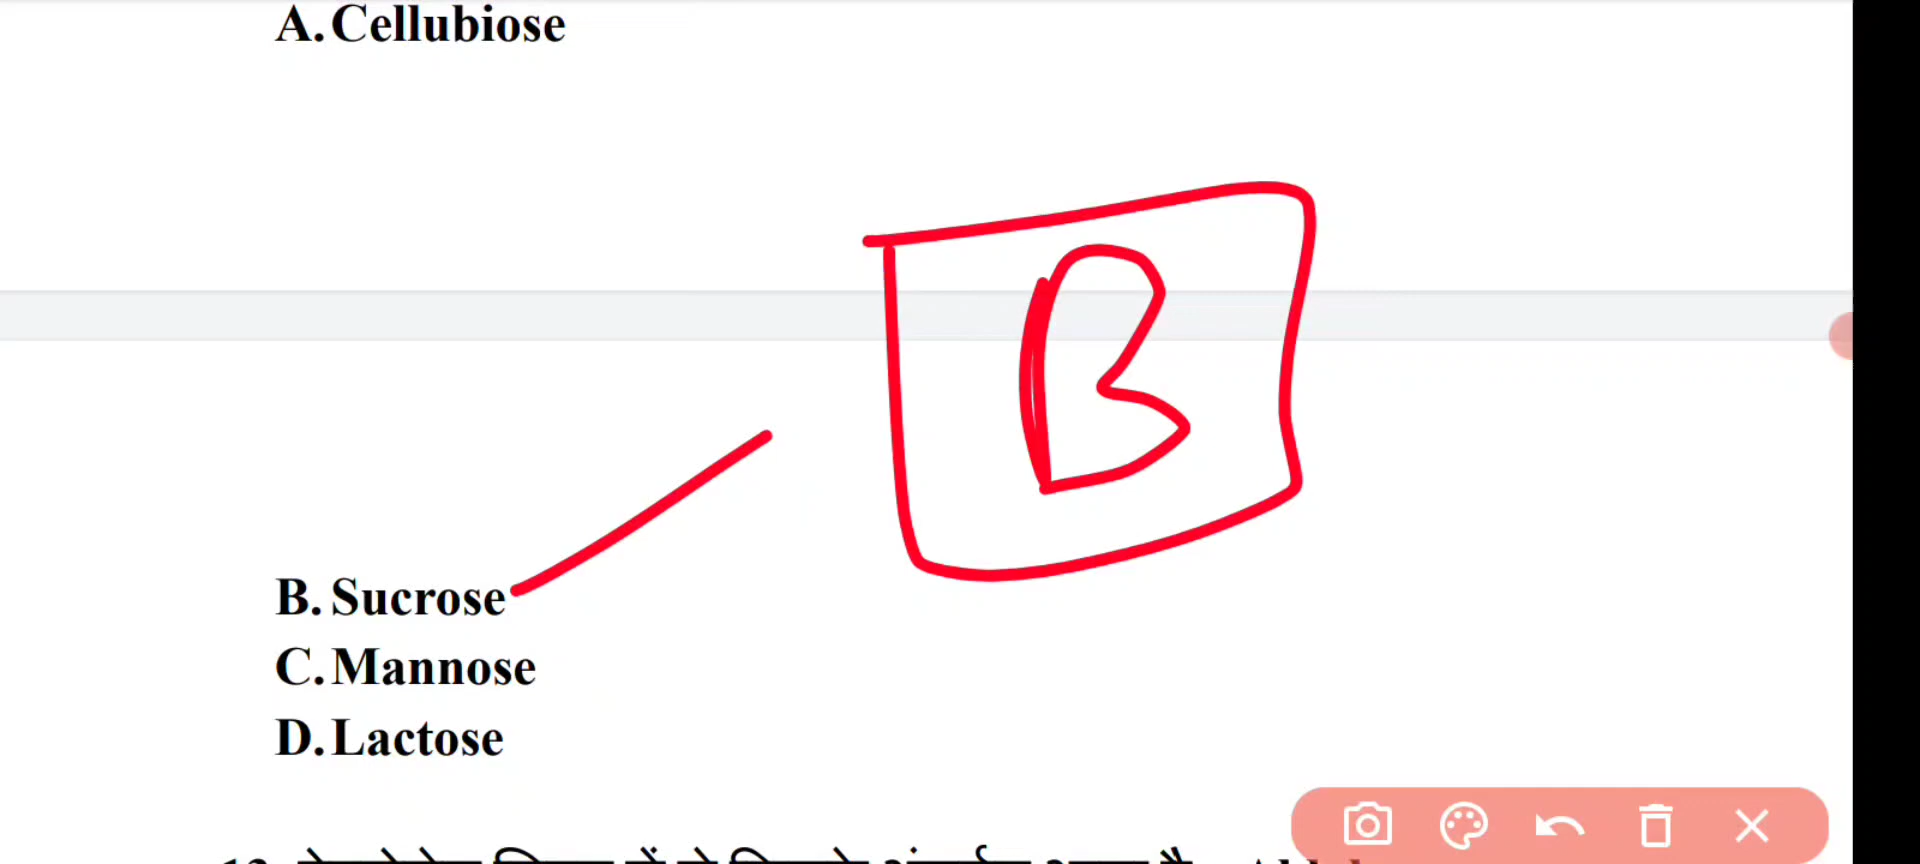 A. Cellubiose
B
B. Sucrose
C. Mannose
D. Lactose